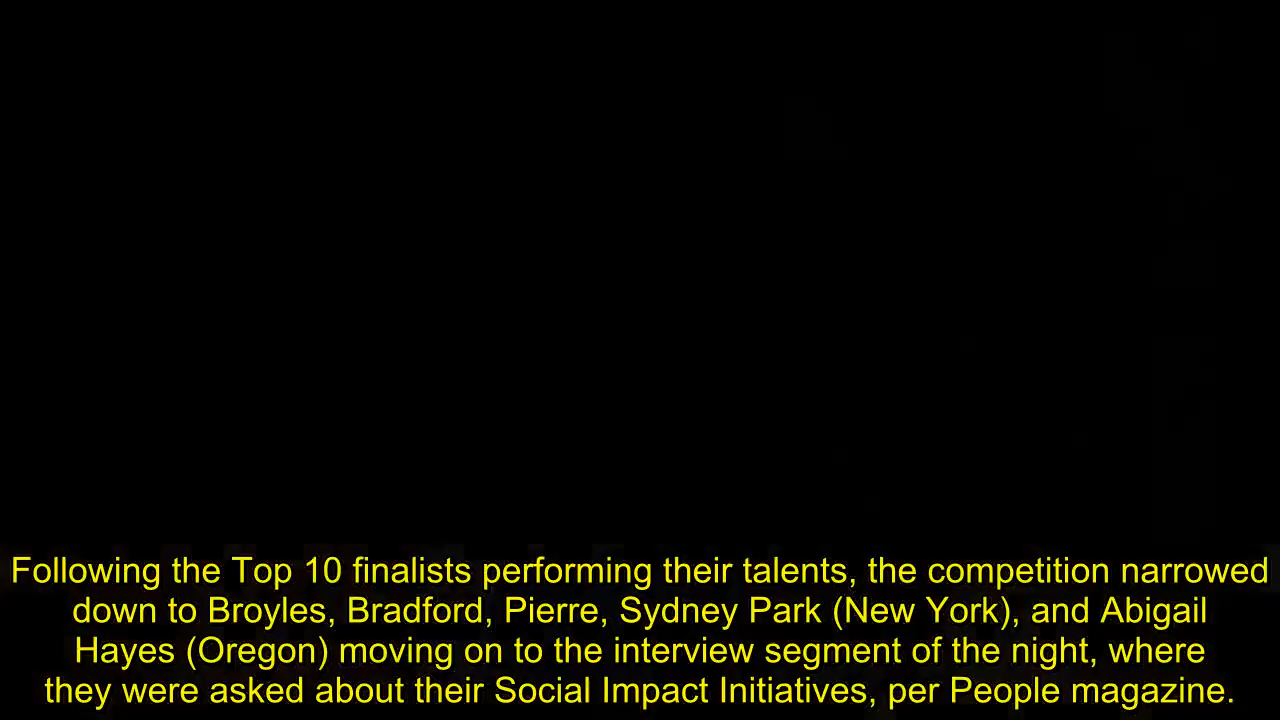 Following the Top 10 finalists performing their talents, the competition narrowed
down to Broyles, Bradford, Pierre, Sydney Park (New York), and Abigail
Hayes (Oregon) moving on to the interview segment of the night, where
they were asked about their Social Impact Initiatives, per People magazine.